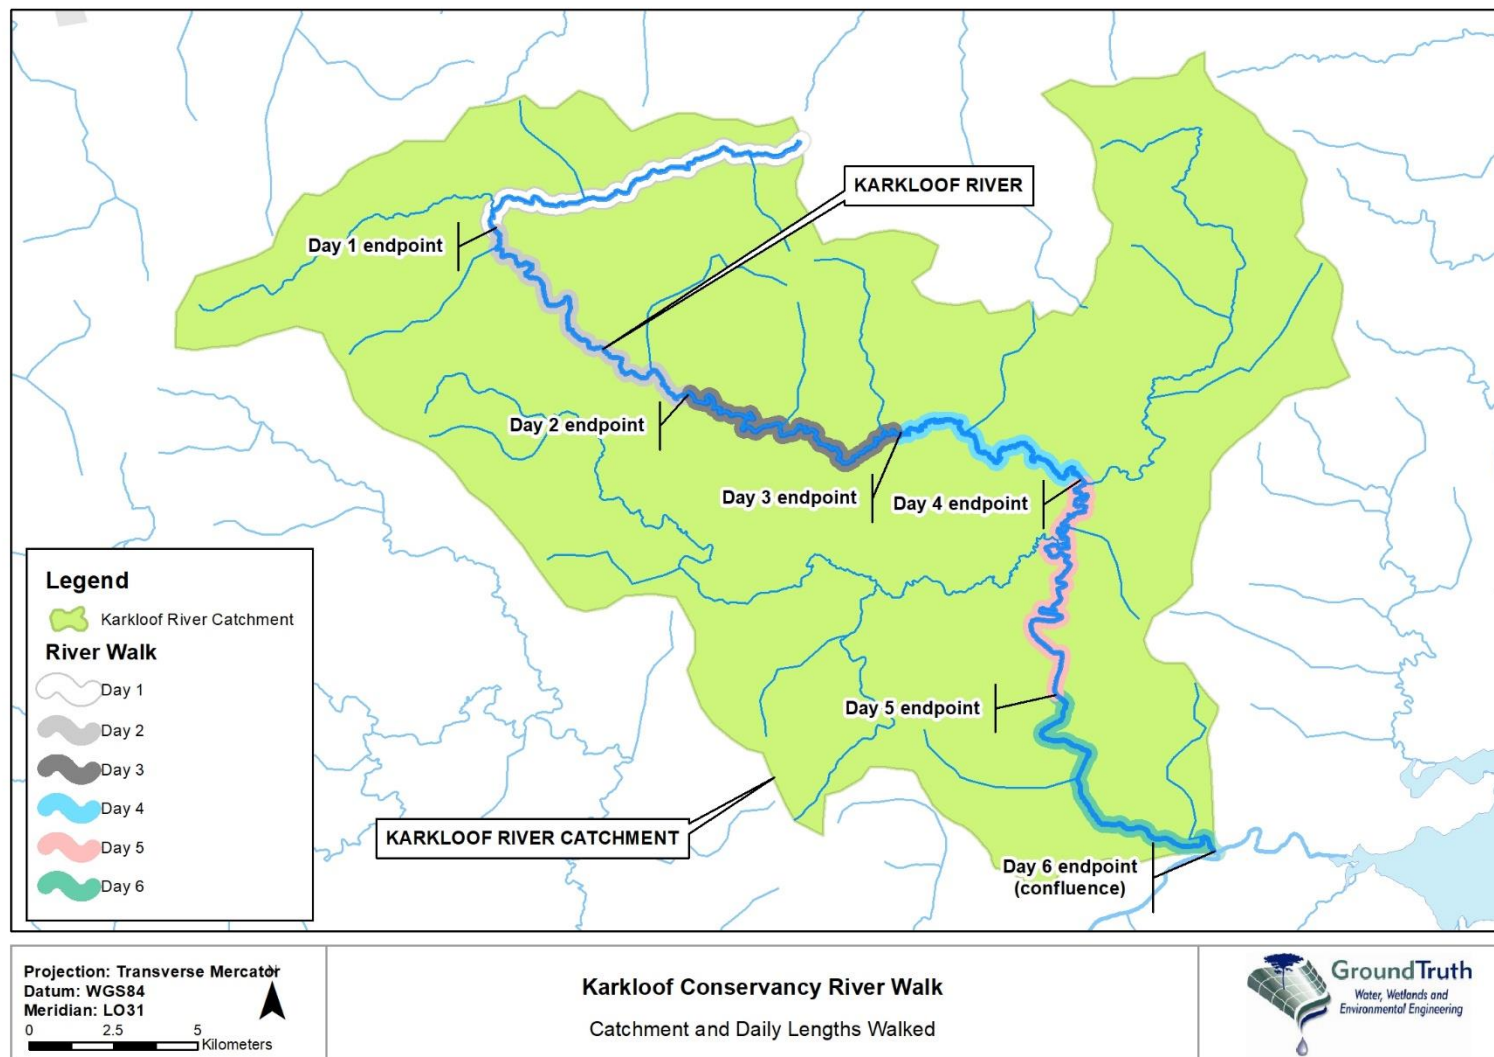 KARKLOOF RIVER
Day 1 endpoint
Day 2 endpoint
Day 3 endpoint
Day 4 endpoint
Day 5 endpoint
KARKLOOF RIVER CATCHMENT
Day 6 endpoint
(confluence)
Legend
Karkloof River Catchment
River Walk
Day 1
Day 2
Day 3
Day 4
Day 5
Day 6
Projection: Transverse Mercator
Datum: WGS84
Meridian: LO31
N
0 2.5 5
Kilometers
Karkloof Conservancy River Walk
Catchment and Daily Lengths Walked
GroundTruth
Water, Wetlands and
Environmental Engineering